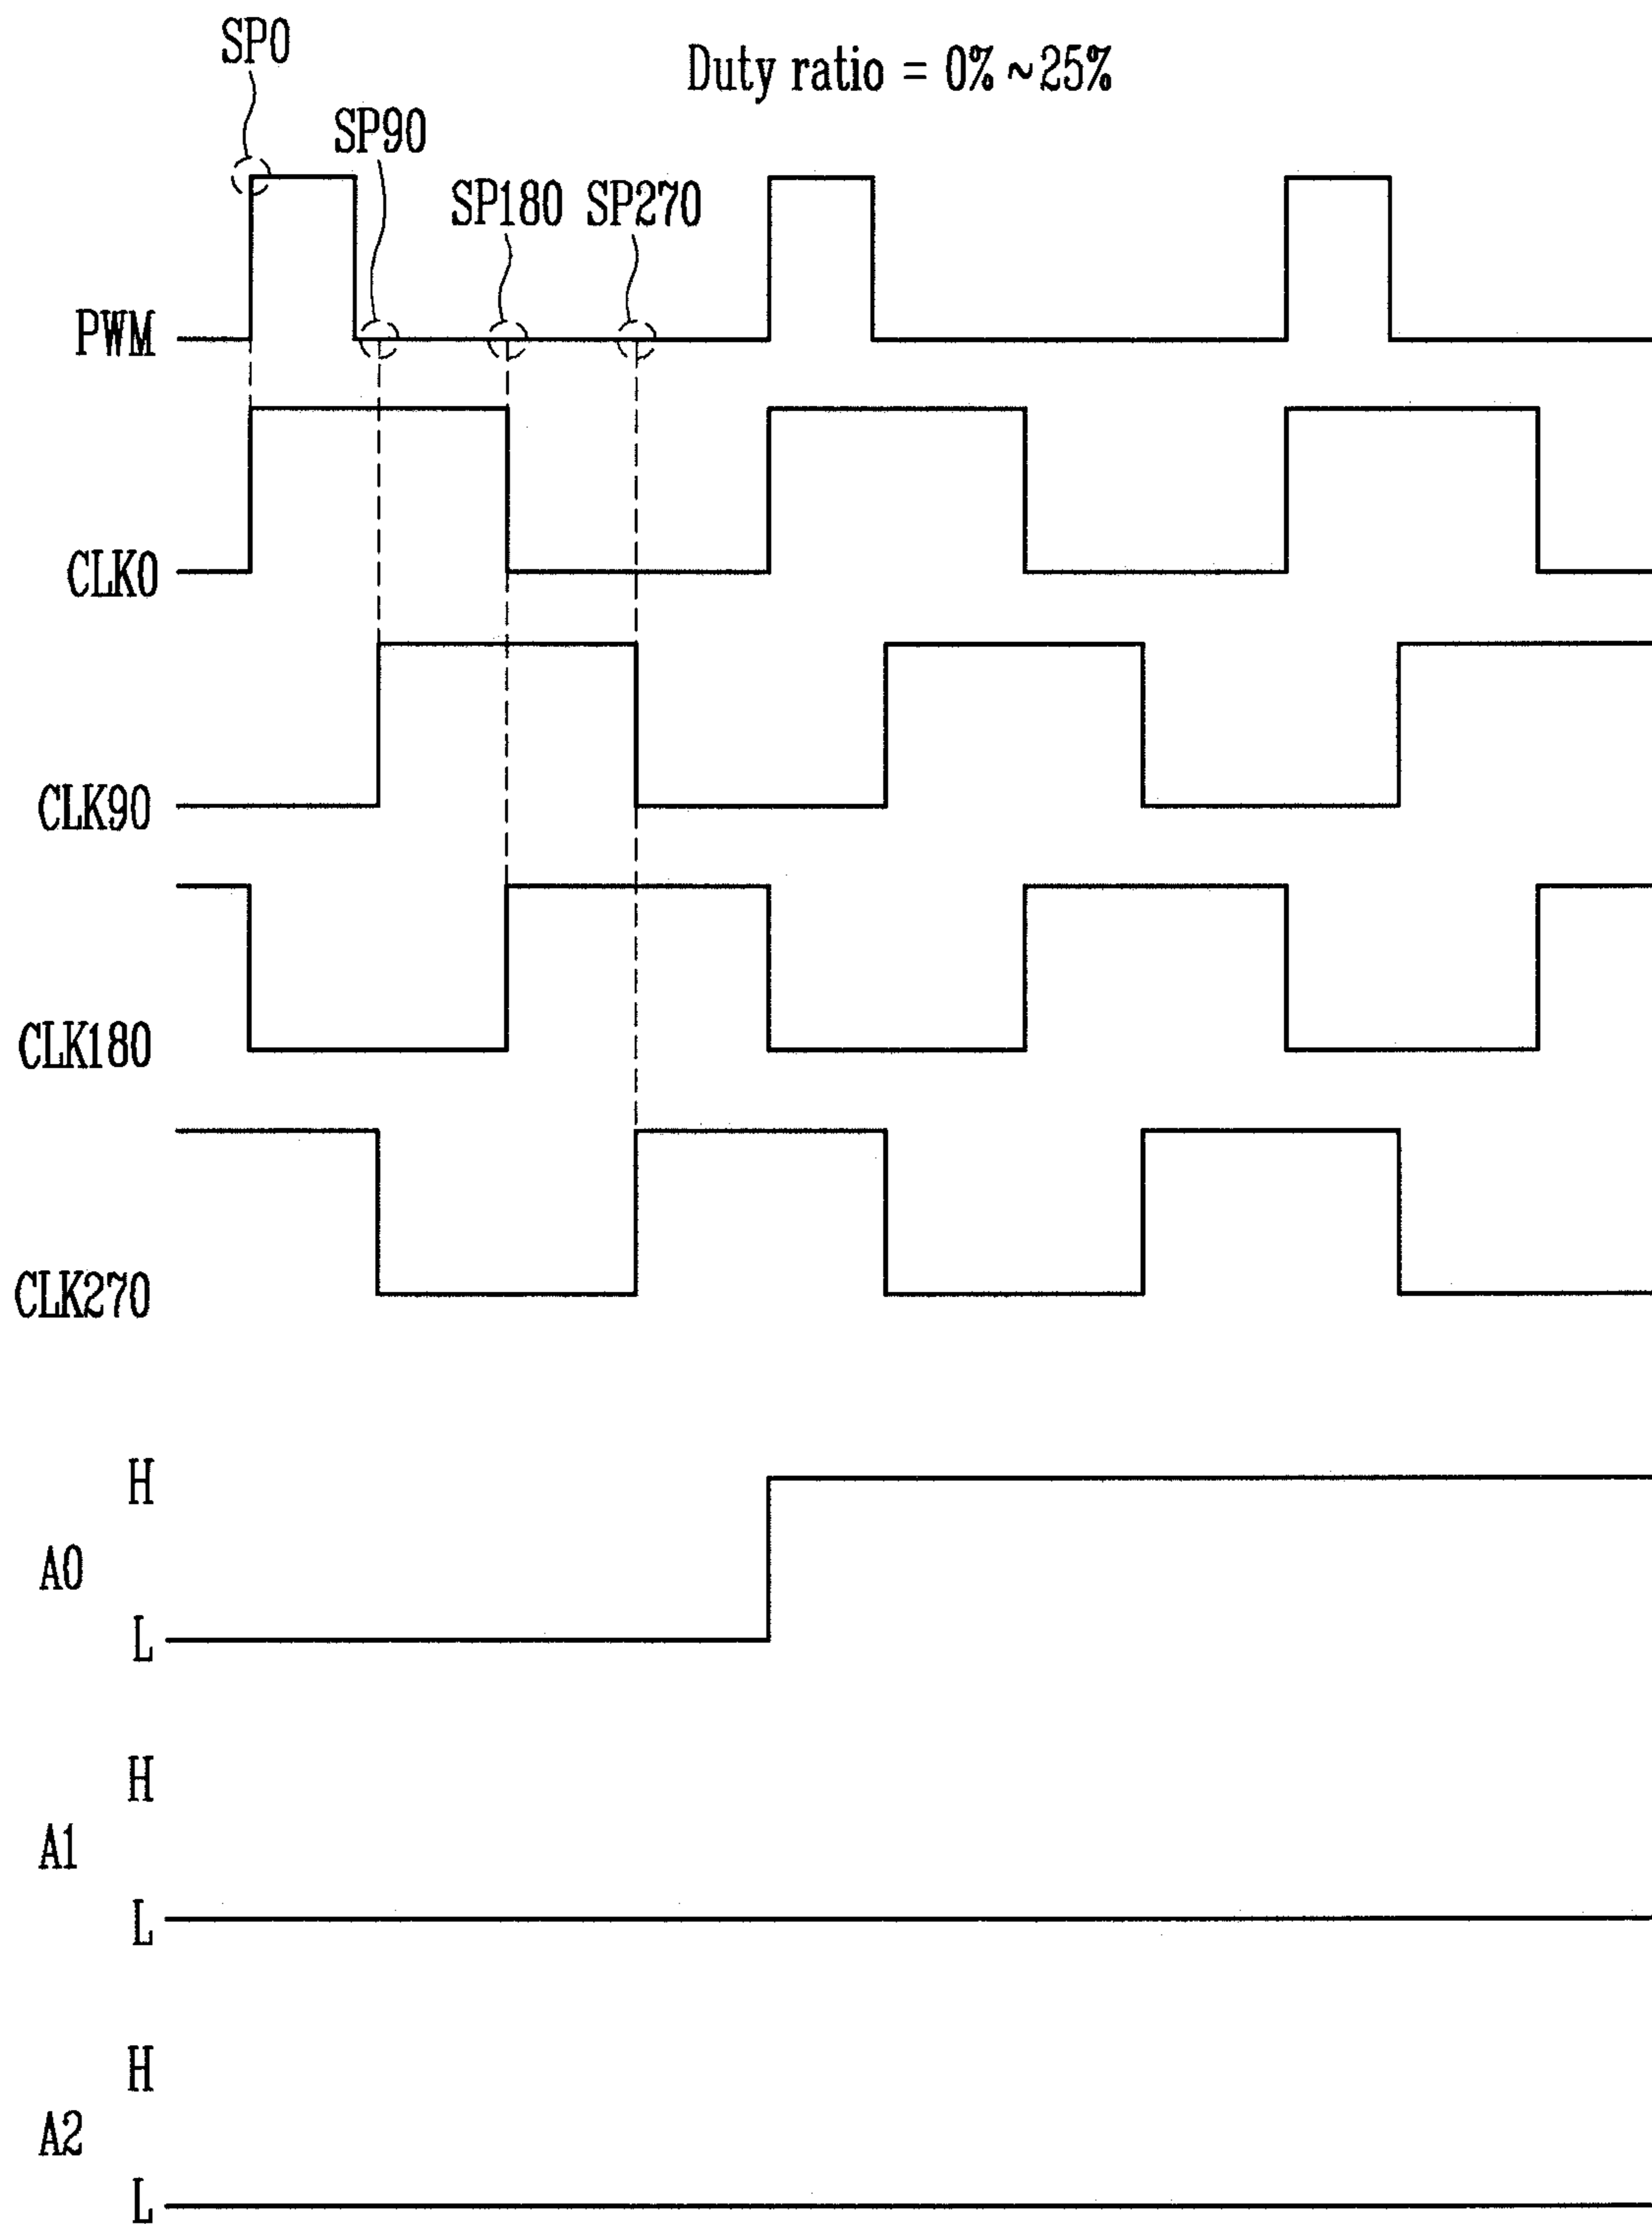 SP0
Duty ratio = 0% ~25%
SP90
SP180 SP270
PWM
CLK0
CLK90
CLK180
CLK270
H
A0
L
H
A1
L
H
A2
L